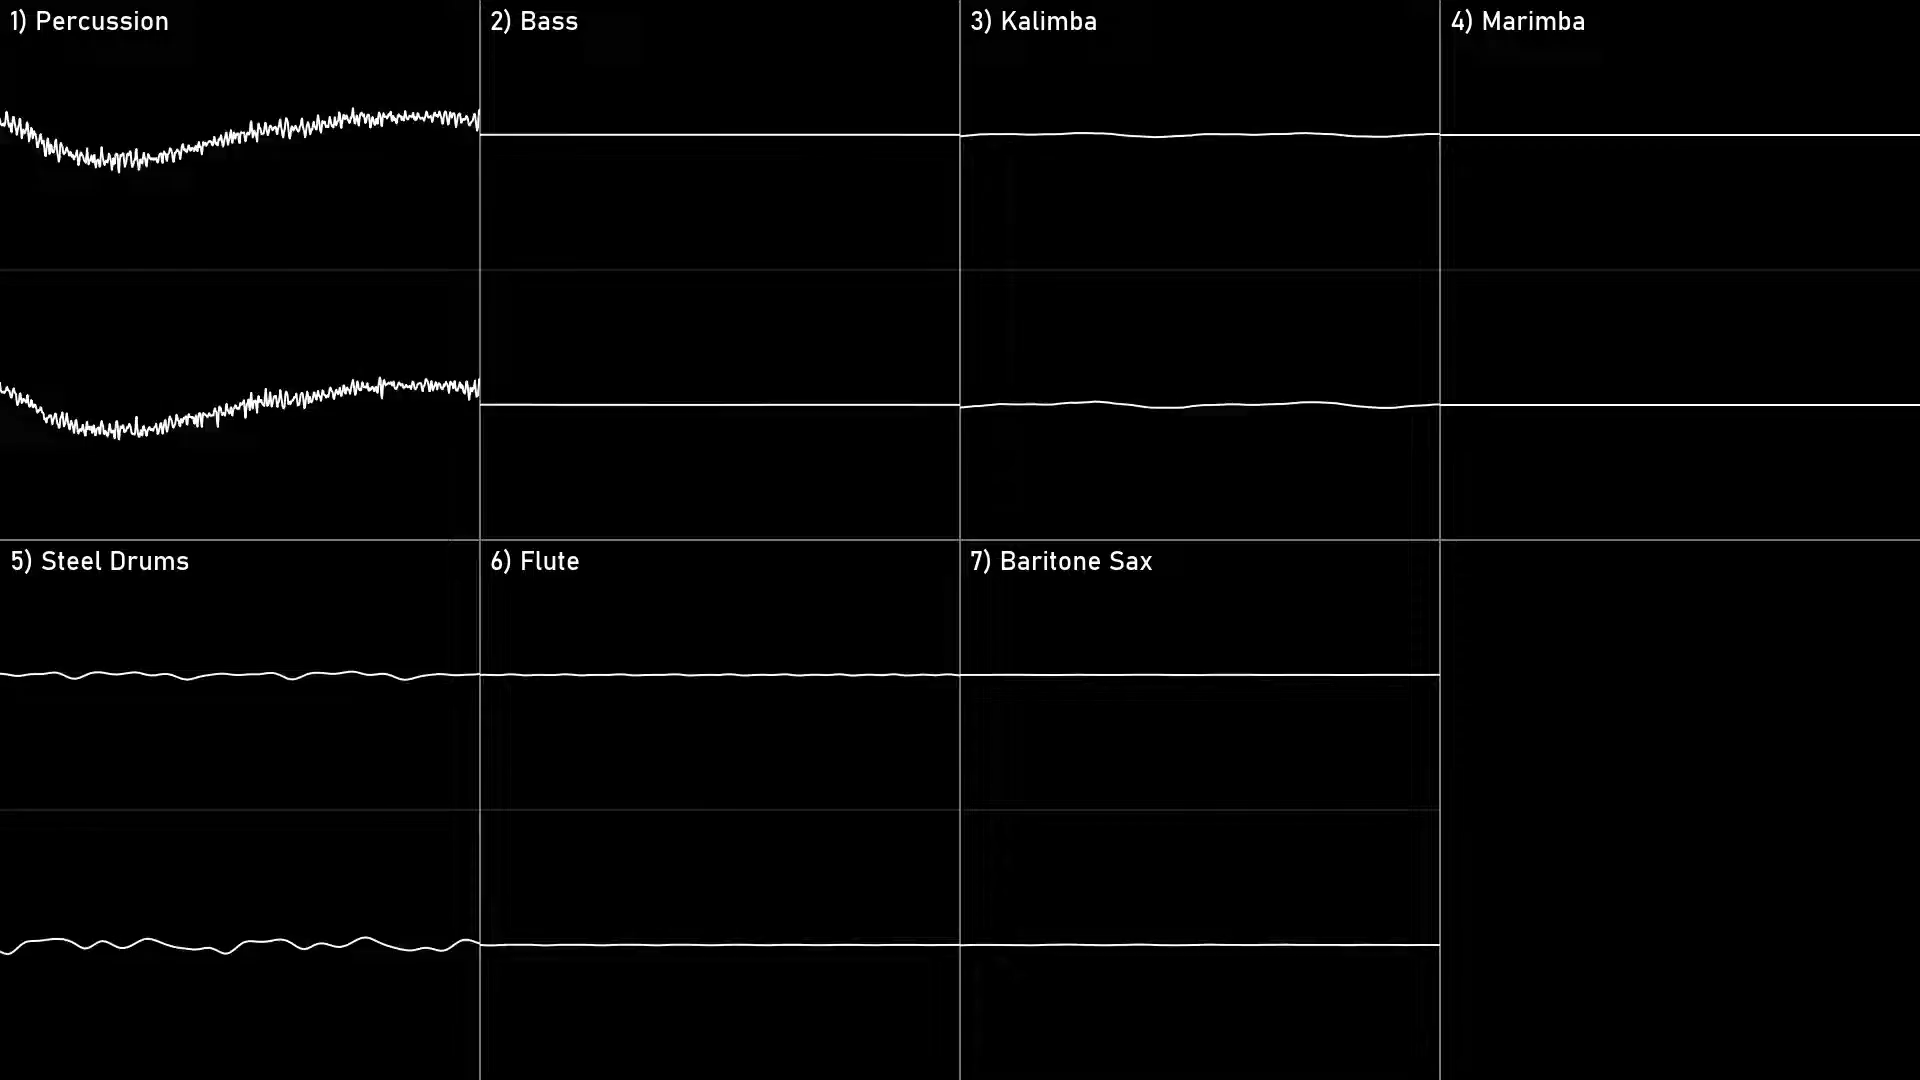 1) Percussion
2) Bass
3) Kalimba
4) Marimba
5) Steel Drums
6) Flute
7) Baritone Sax